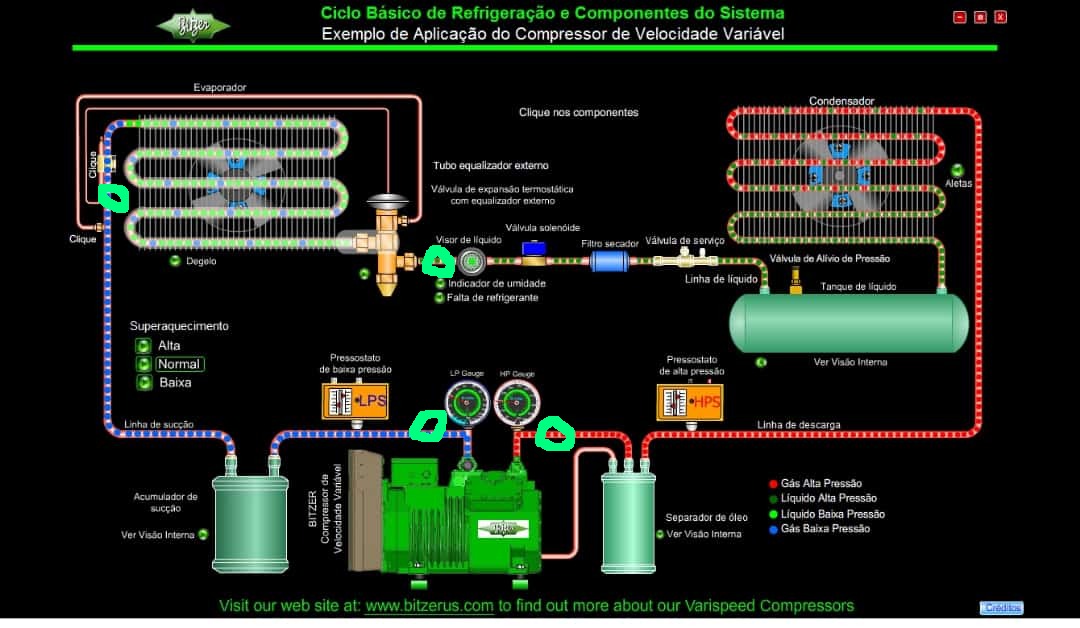 Bitzer
Ciclo Básico de Refrigeração e Componentes do Sistema
Exemplo de Aplicação do Compressor de Velocidade Variável
Evaporador
Clique nos componentes
Condensador
Clique
Tubo equalizador externo
Válvula de expansão termostática
com equalizador externo
Aletas
Clique
Degelo
Visor de líquido
Válvula solenóide
Filtro secador
Válvula de serviço
Válvula de Alívio de Pressão
Indicador de umidade
Falta de refrigerante
Linha de líquido
Tanque de líquido
Ver Visão Interna
Superaquecimento
Alta
Normal
Baixa
Pressostato
de baixa pressão
LPS
LP Gauge
HP Gauge
Pressostato
de alta pressão
HPS
Linha de sucção
Linha de descarga
Acumulador de
sucção
Ver Visão Interna
BITZER
Compressor de
Velocidade Variável
Bitzer
Separador de óleo
Ver Visão Interna
Gás Alta Pressão
Líquido Alta Pressão
Líquido Baixa Pressão
Gás Baixa Pressão
Visit our web site at: www.bitzerus.com to find out more about our Varispeed Compressors
Créditos